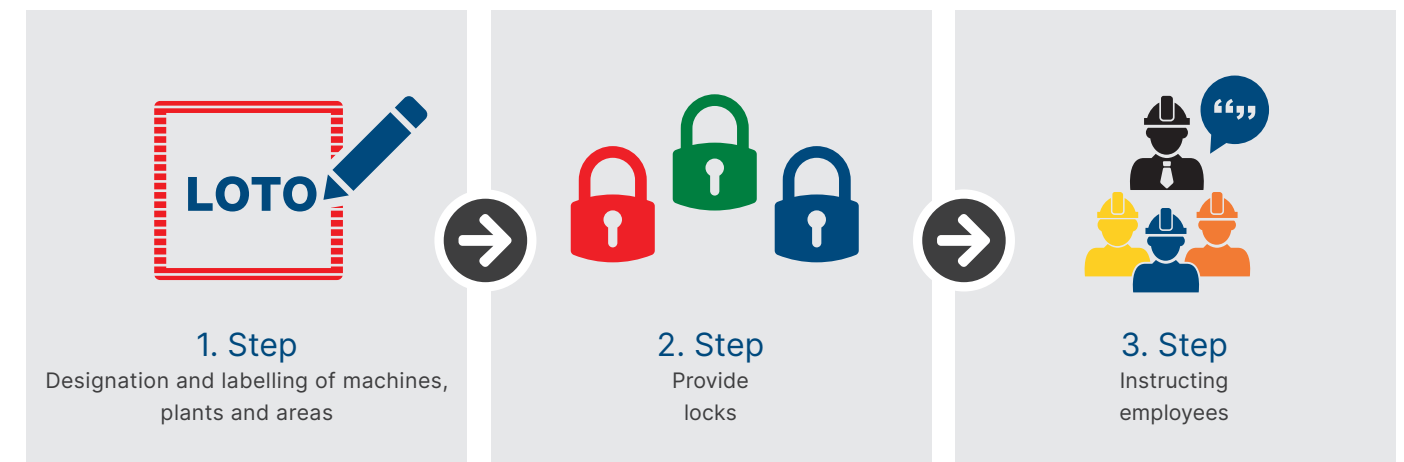 LOTO
1. Step
Designation and labelling of machines,
plants and areas
2. Step
Provide
locks
3. Step
Instructing
employees